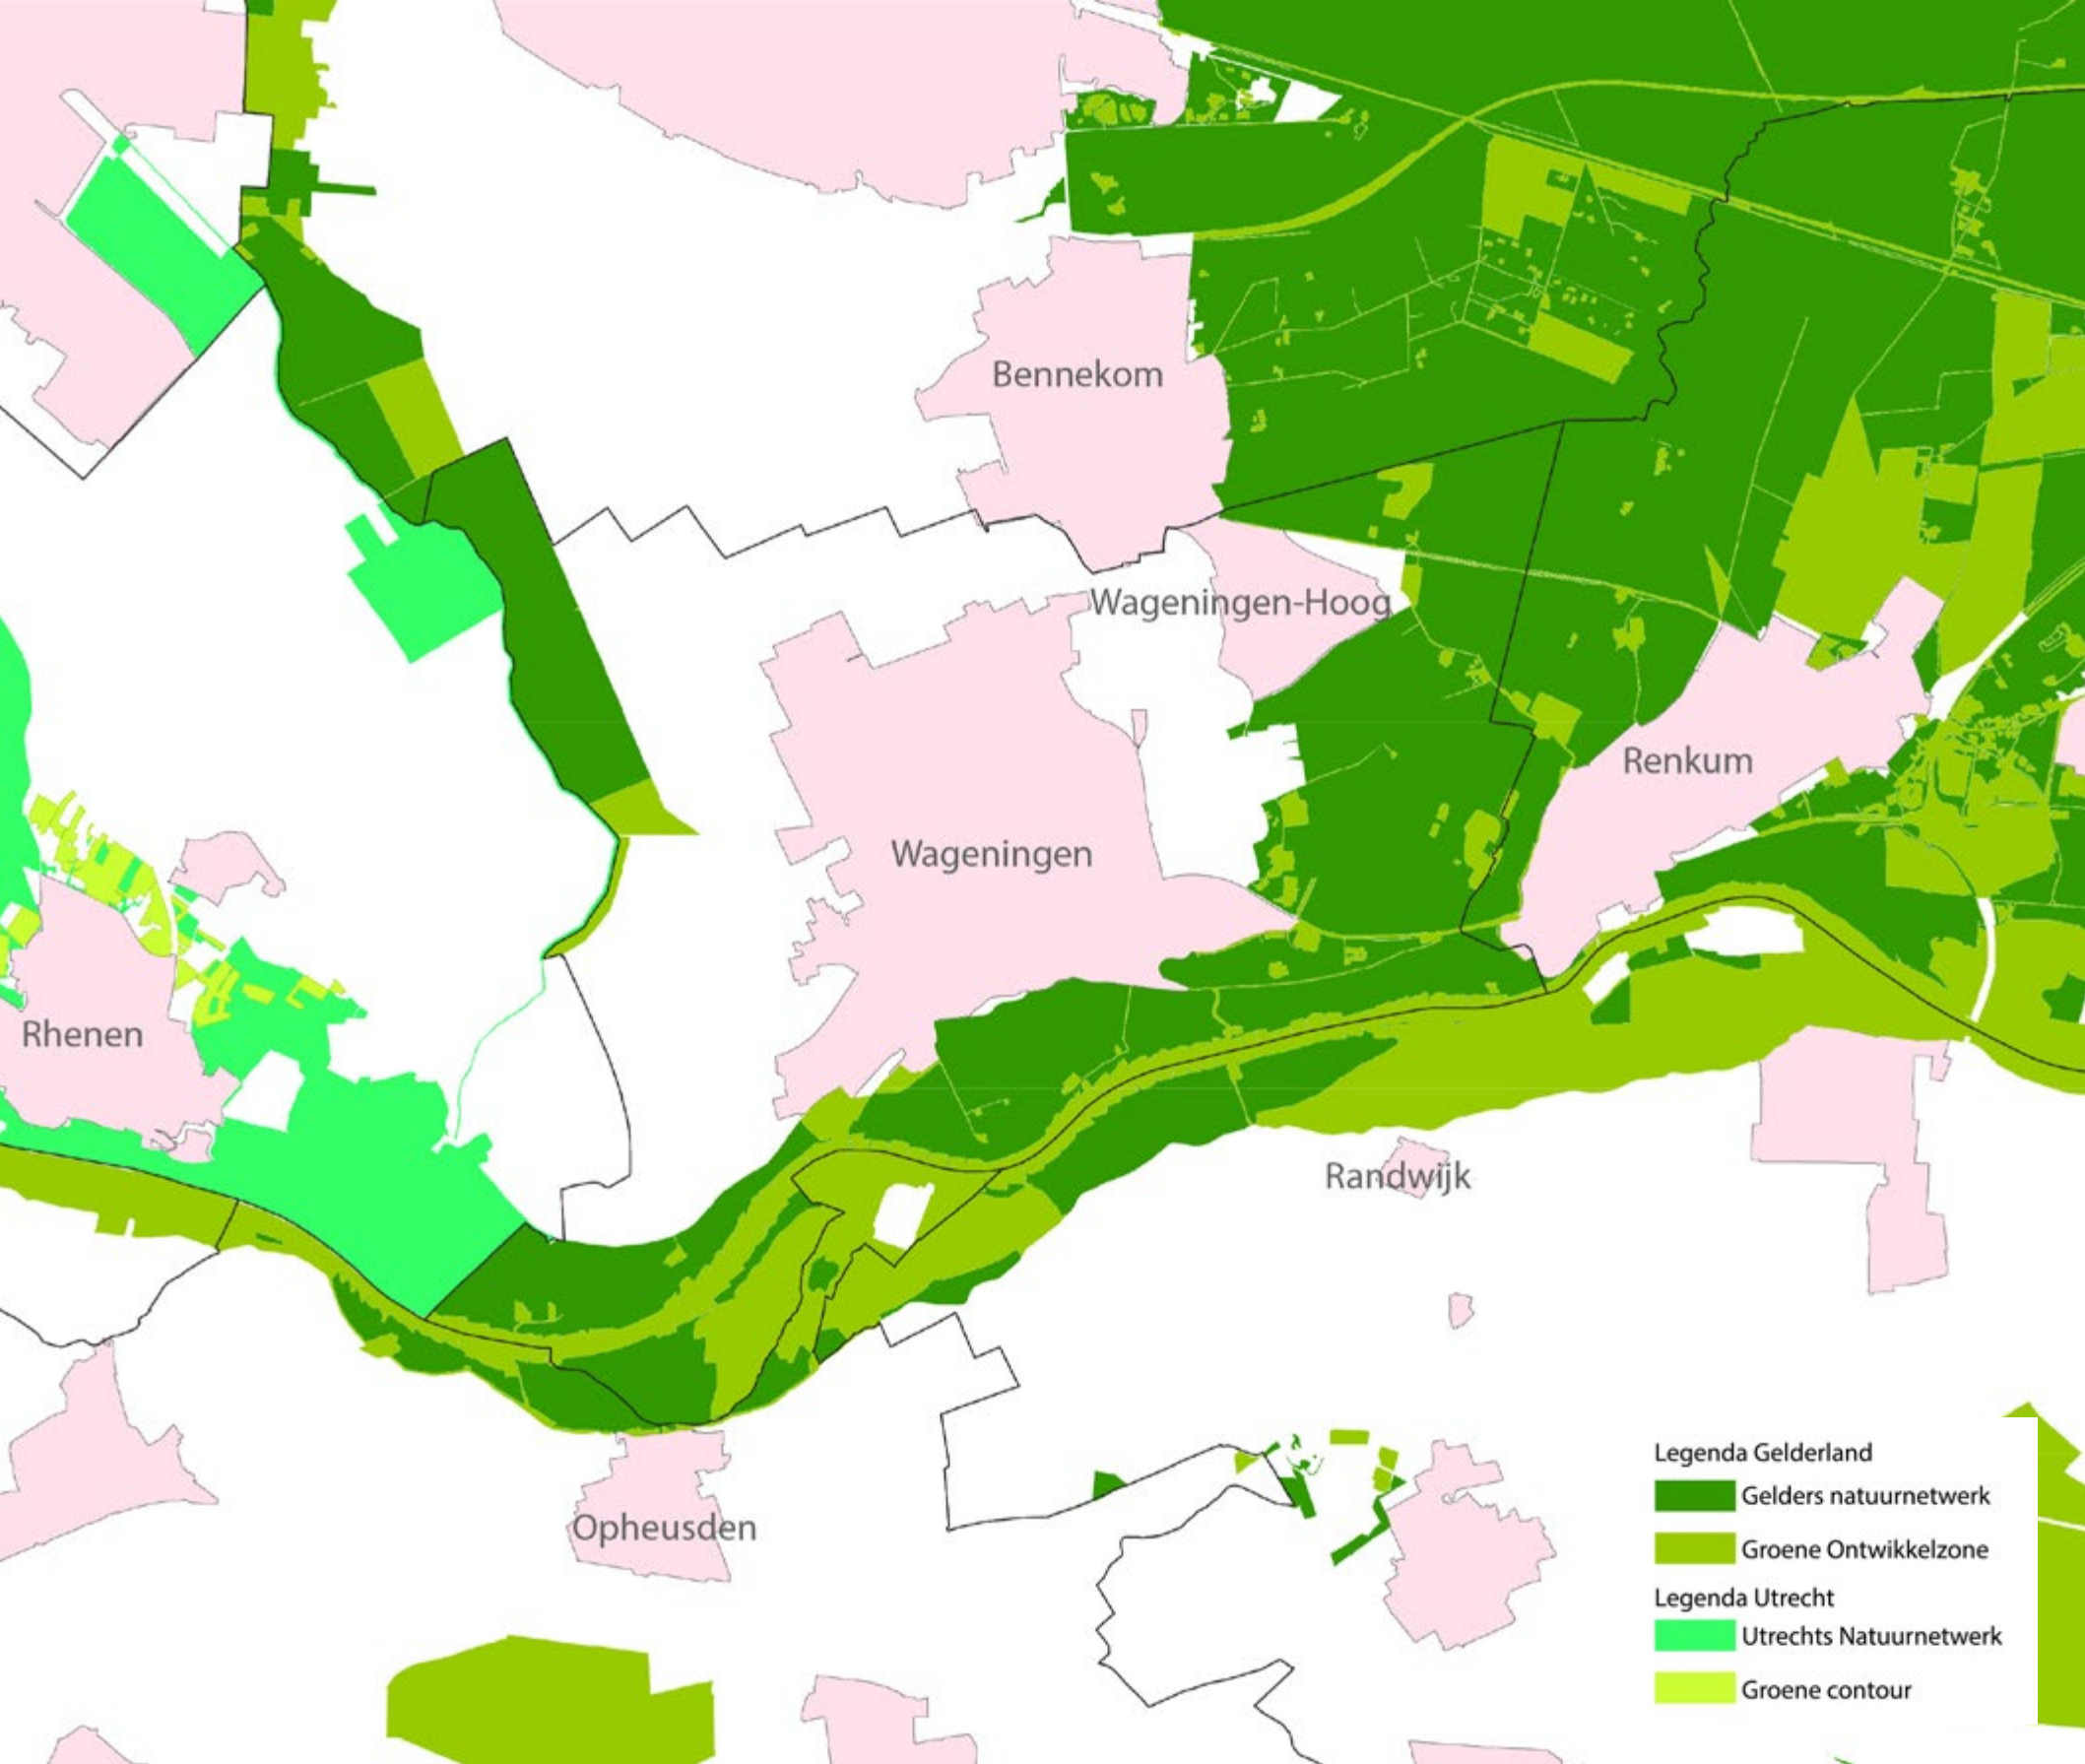 Bennekom
Wageningen-Hoog
Renkum
Wageningen
Rhenen
Randwijk
Opheusden
Legenda Gelderland
Gelders natuurnetwerk
Groene Ontwikkelzone
Legenda Utrecht
Utrechts Natuurnetwerk
Groene contour